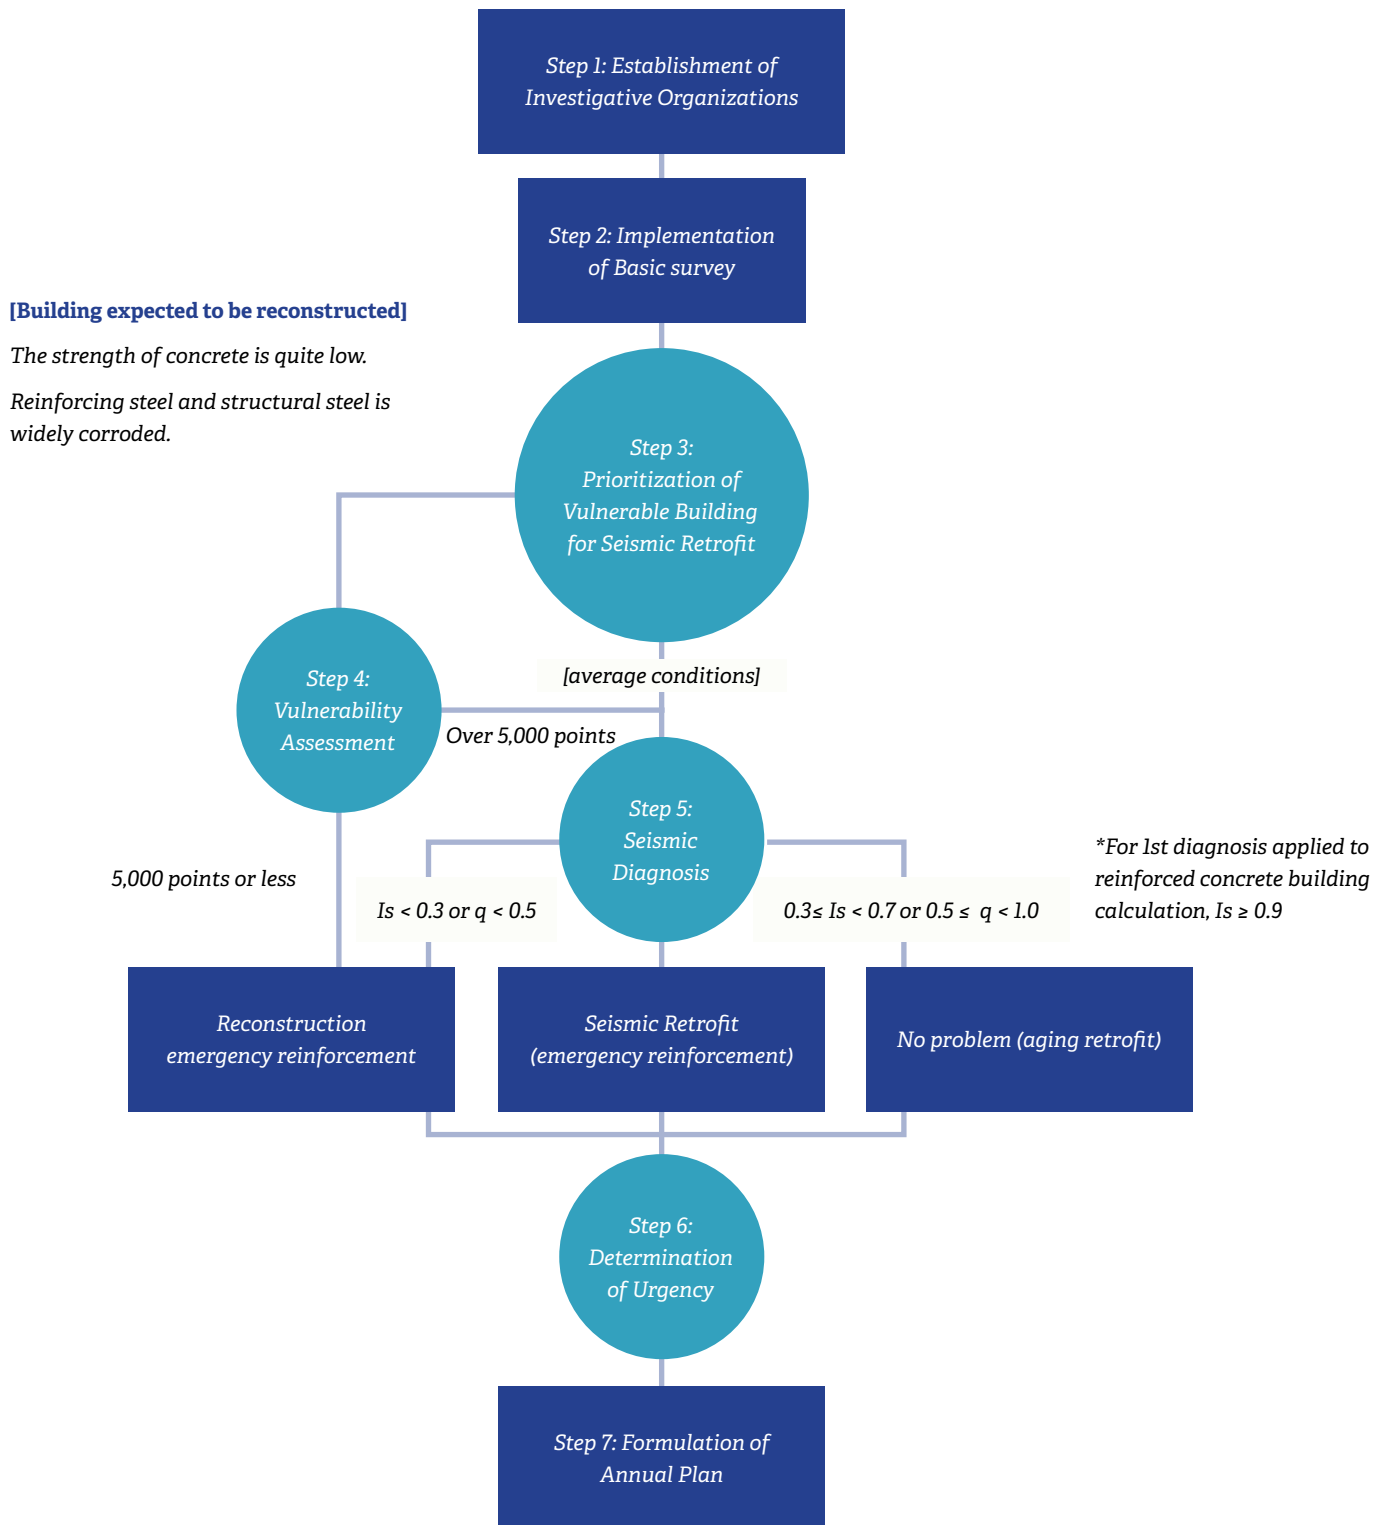 Step 1: Establishment of
Investigative Organizations
Step 2: Implementation
of Basic survey
[Building expected to be reconstructed]
The strength of concrete is quite low.
Reinforcing steel and structural steel is
widely corroded.
Step 3:
Prioritization of
Vulnerable Building
for Seismic Retrofit
Step 4:
Vulnerability
Assessment
[average conditions]
Over 5,000 points
Step 5:
Seismic
Diagnosis
5,000 points or less
Is < 0.3 or q < 0.5
0.3≤ Is < 0.7 or 0.5 ≤ q < 1.0
*For 1st diagnosis applied to
reinforced concrete building
calculation, Is ≥ 0.9
Reconstruction
emergency reinforcement
Seismic Retrofit
(emergency reinforcement)
No problem (aging retrofit)
Step 6:
Determination
of Urgency
Step 7: Formulation of
Annual Plan